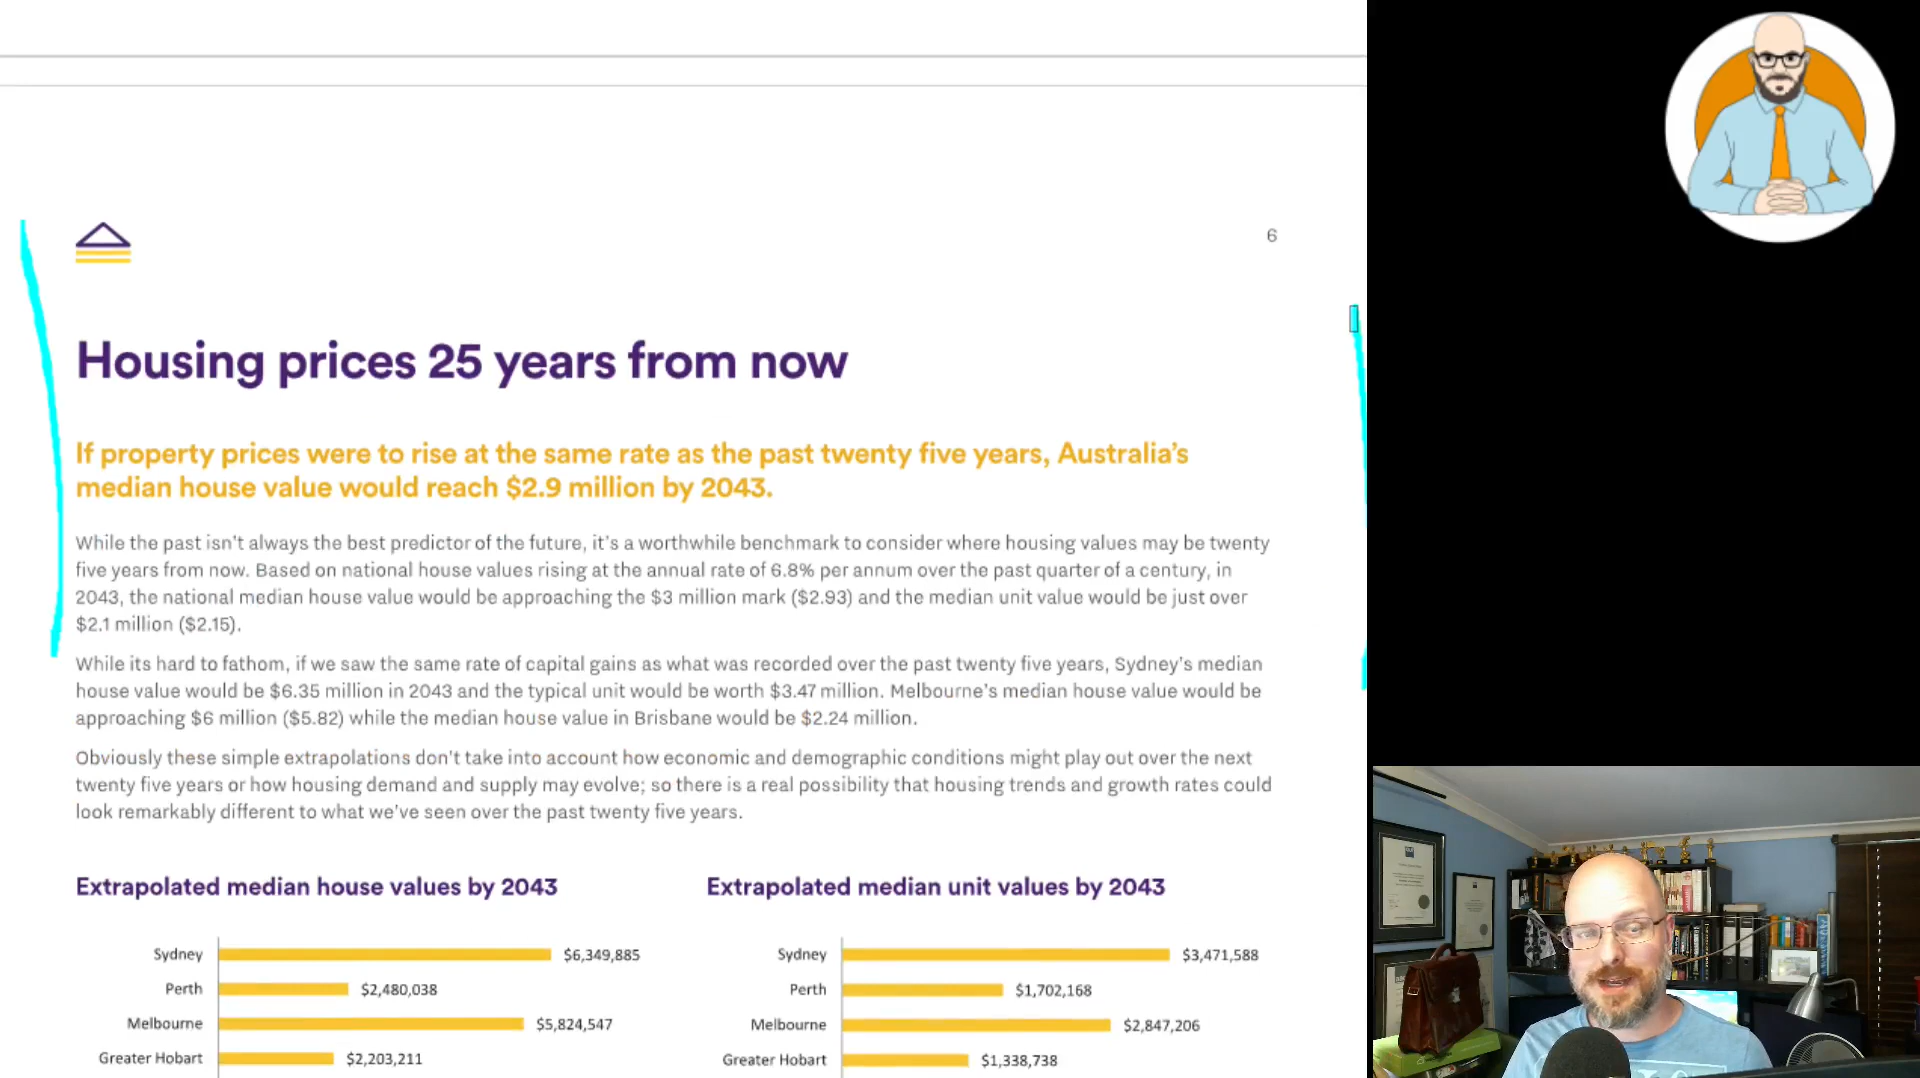 6
Housing prices 25 years from now
If property prices were to rise at the same rate as the past twenty five years, Australia's
median house value would reach $2.9 million by 2043.
While the past isn't always the best predictor of the future, it's a worthwhile benchmark to consider where housing values may be twenty
five years from now. Based on national house values rising at the annual rate of 6.8% per annum over the past quarter of a century, in
2043, the national median house value would be approaching the $3 million mark ($2.93) and the median unit value would be just over
$2.1 million ($2.15).
While its hard to fathom, if we saw the same rate of capital gains as what was recorded over the past twenty five years, Sydney's median
house value would be $6.35 million in 2043 and the typical unit would be worth $3.47 million. Melbourne's median house value would be
approaching $6 million ($5.82) while the median house value in Brisbane would be $2.24 million.
Obviously these simple extrapolations don't take into account how economic and demographic conditions might play out over the next
twenty five years or how housing demand and supply may evolve; so there is a real possibility that housing trends and growth rates could
look remarkably different to what we've seen over the past twenty five years.
Extrapolated median house values by 2043
Sydney $6,349,885
Perth $2,480,038
Melbourne $5,824,547
Greater Hobart $2,203,211
Extrapolated median unit values by 2043
Sydney $3,471,588
Perth $1,702,168
Melbourne $2,847,206
Greater Hobart $1,338,738